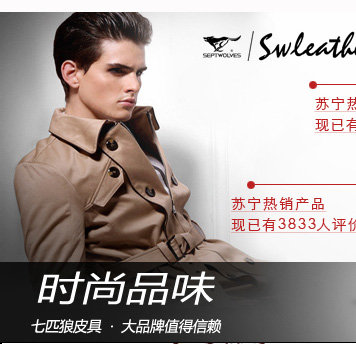 SEPTWOLVES
Swleath
苏宁热
现已有
苏宁热销产品
现已有3833人评价
时尚品味
七匹狼皮具 · 大品牌值得信赖